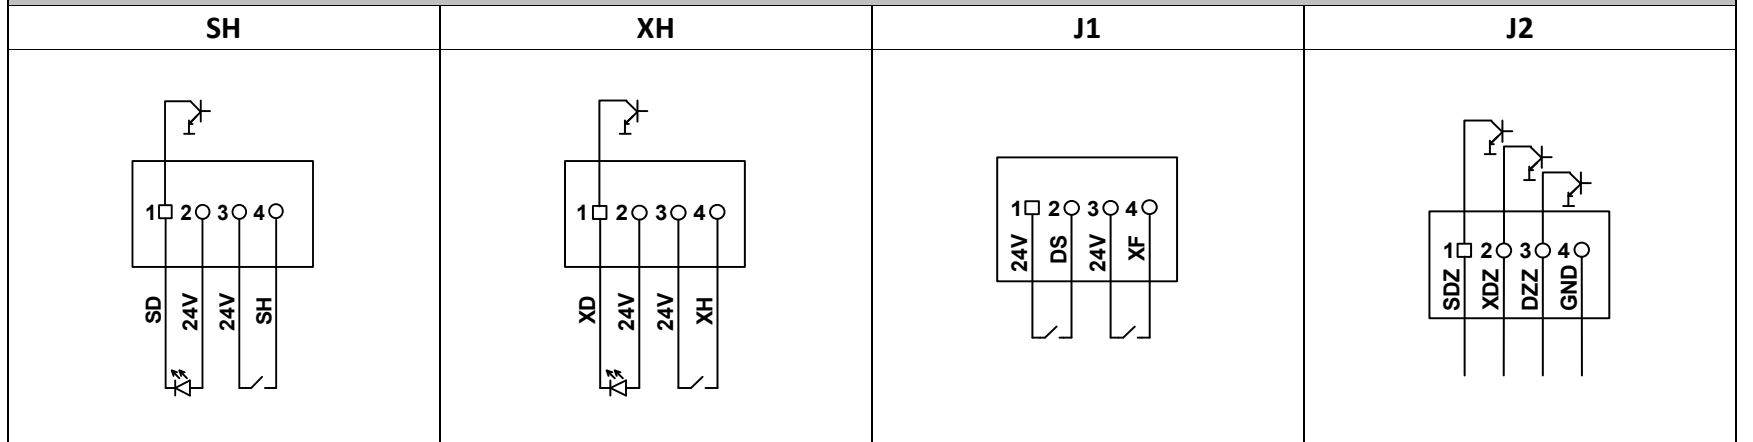 SH
XH
J1
J2
1 2 3 4
SD 24V 24V SH
1 2 3 4
XD 24V 24V XH
1 2 3 4
24V DS 24V XF
1 2 3 4
SDZ XDZ DZZ GND